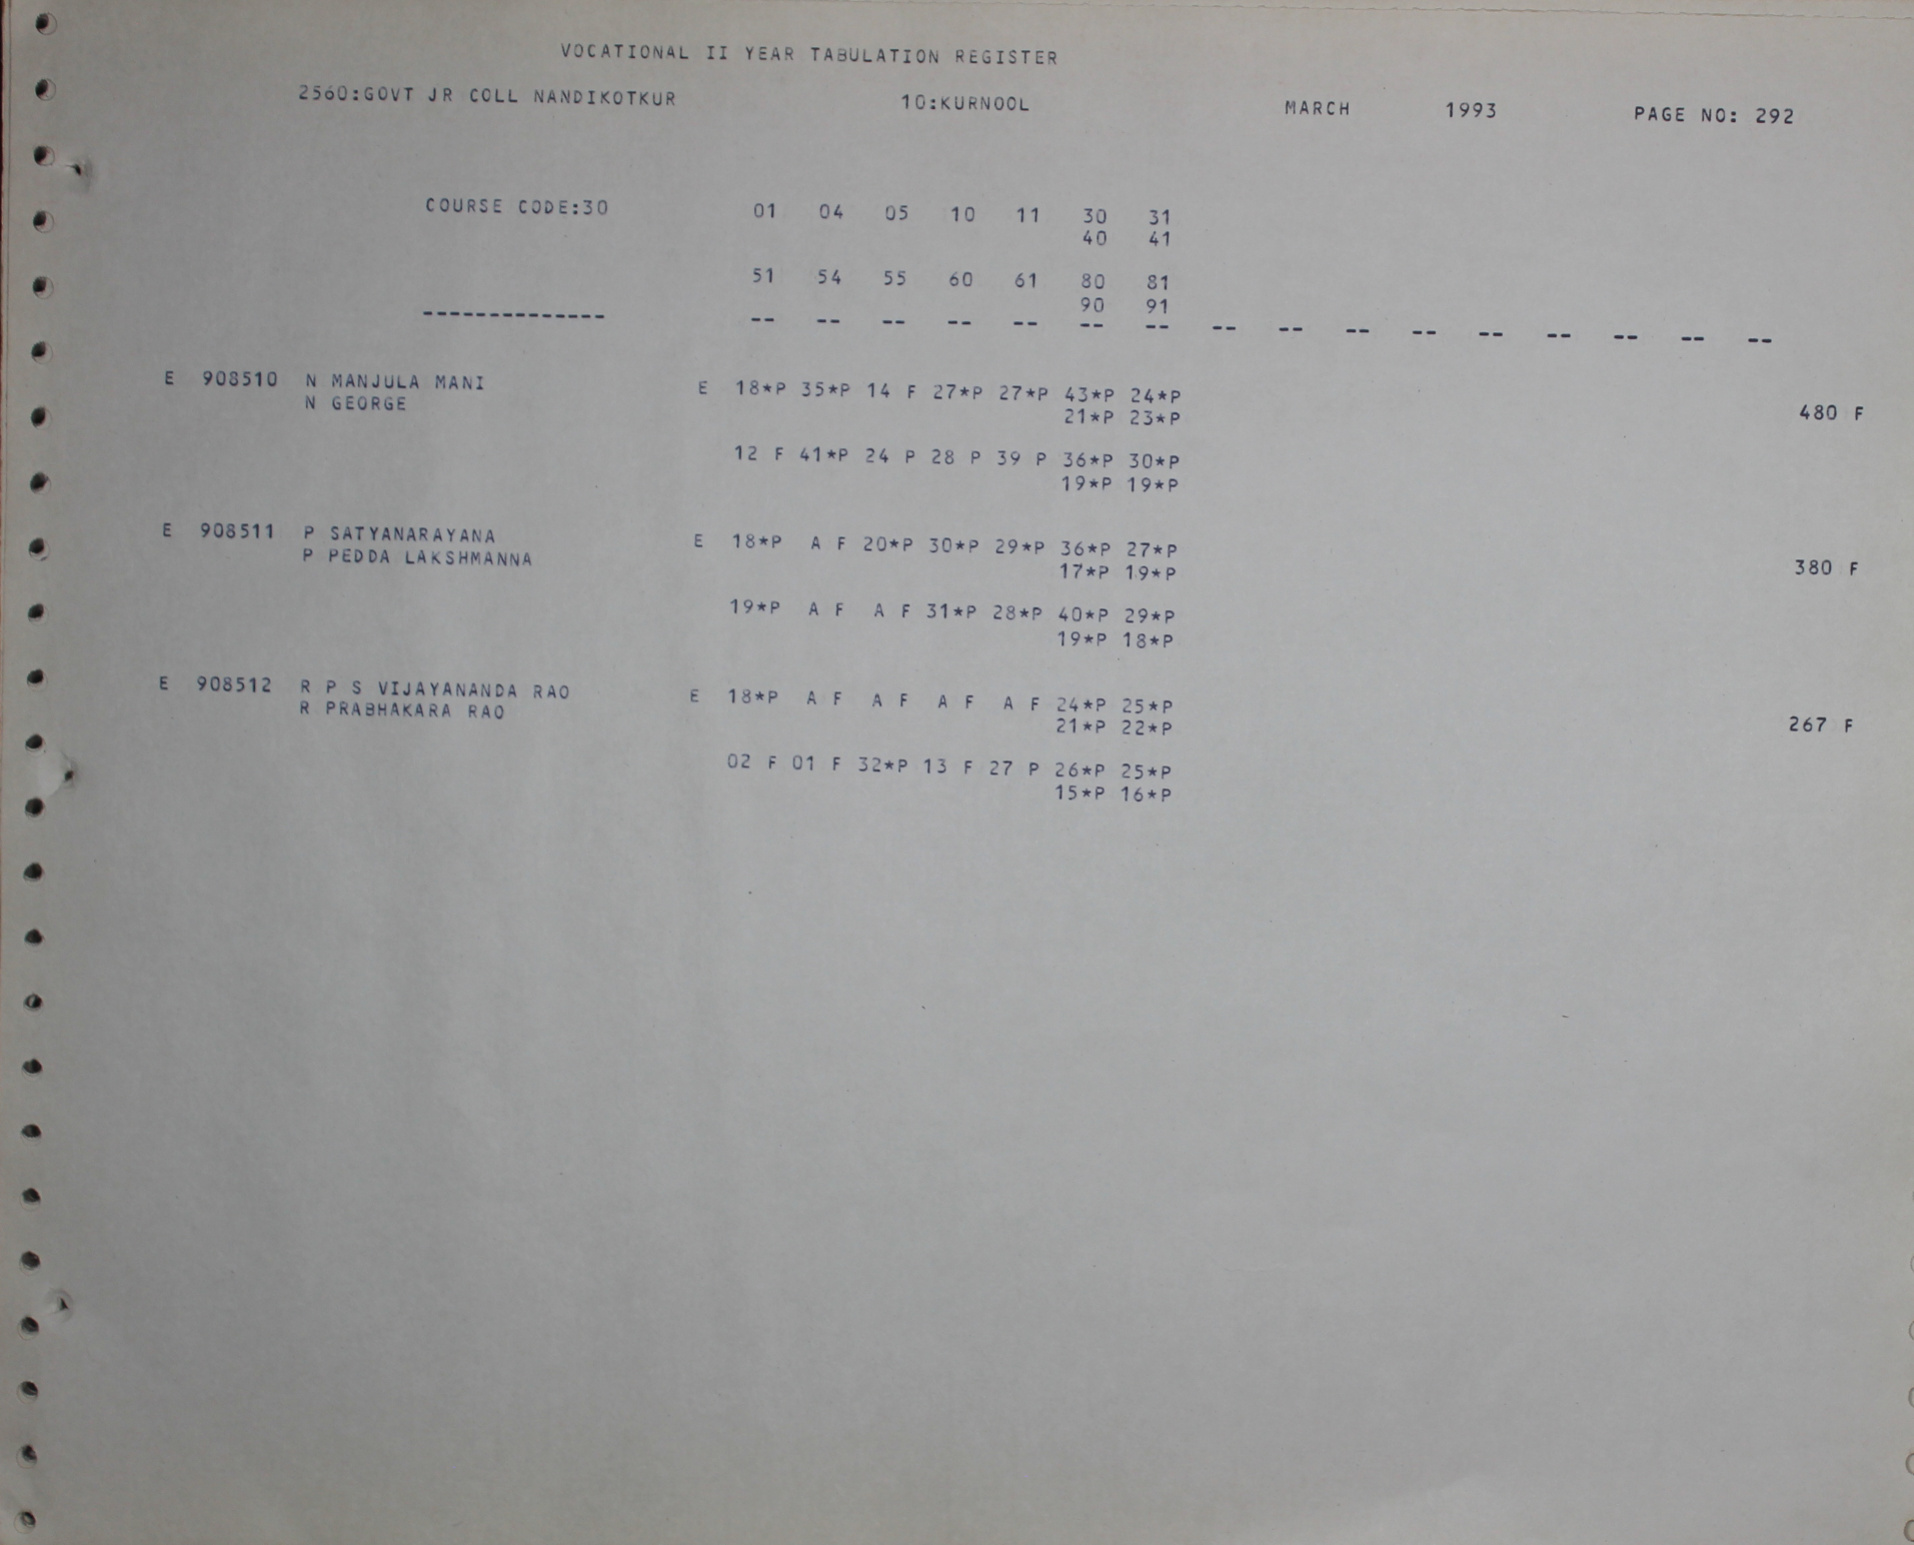 VOCATIONAL II YEAR TABULATION REGISTER
2560:GOVT JR COLL NANDIKOTKUR 10:KURNOOL MARCH 1993 PAGE NO: 292
COURSE CODE:30 01 04 05 10 11 30 31
40 41
51 54 55 60 61 80 81
90 91
-------------- -- -- -- -- -- -- -- -- -- -- -- -- -- -- -- --
E 908510 N MANJULA MANI E 18*P 35*P 14 F 27*P 27*P 43*P 24*P
N GEORGE 21*P 23*P 480 F
12 F 41*P 24 P 28 P 39 P 36*P 30*P
19*P 19*P
E 908511 P SATYANARAYANA E 18*P A F 20*P 30*P 29*P 36*P 27*P
P PEDDA LAKSHMANNA 17*P 19*P 380 F
19*P A F A F 31*P 28*P 40*P 29*P
19*P 18*P
E 908512 R P S VIJAYANANDA RAO E 18*P A F A F A F A F 24*P 25*P
R PRABHAKARA RAO 21*P 22*P 267 F
02 F 01 F 32*P 13 F 27 P 26*P 25*P
15*P 16*P